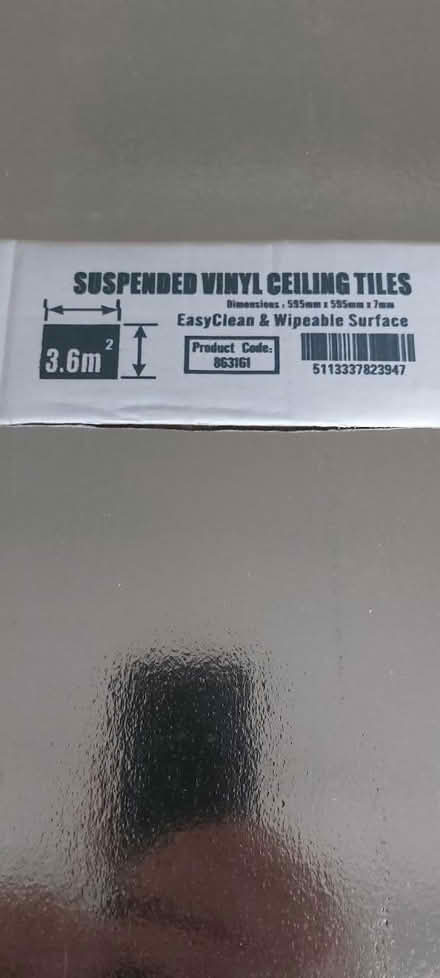 SUSPENDED VINYL CEILING TILES
Dimensions : 595mm x 595mm x 7mm
EasyClean & Wipeable Surface
3.6m²
Product Code:
863161
5113337823947